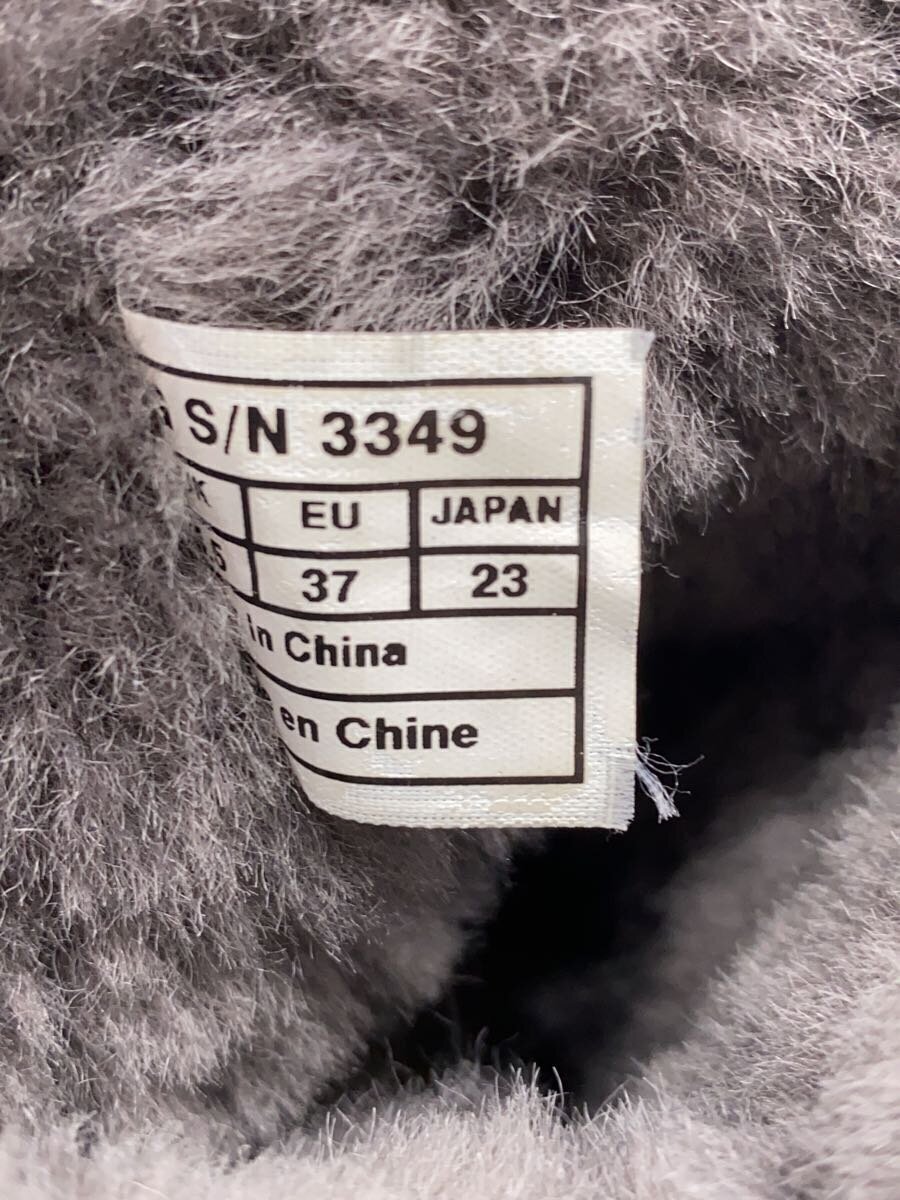 S/N 3349
EU JAPAN
37 23
in China
en Chine